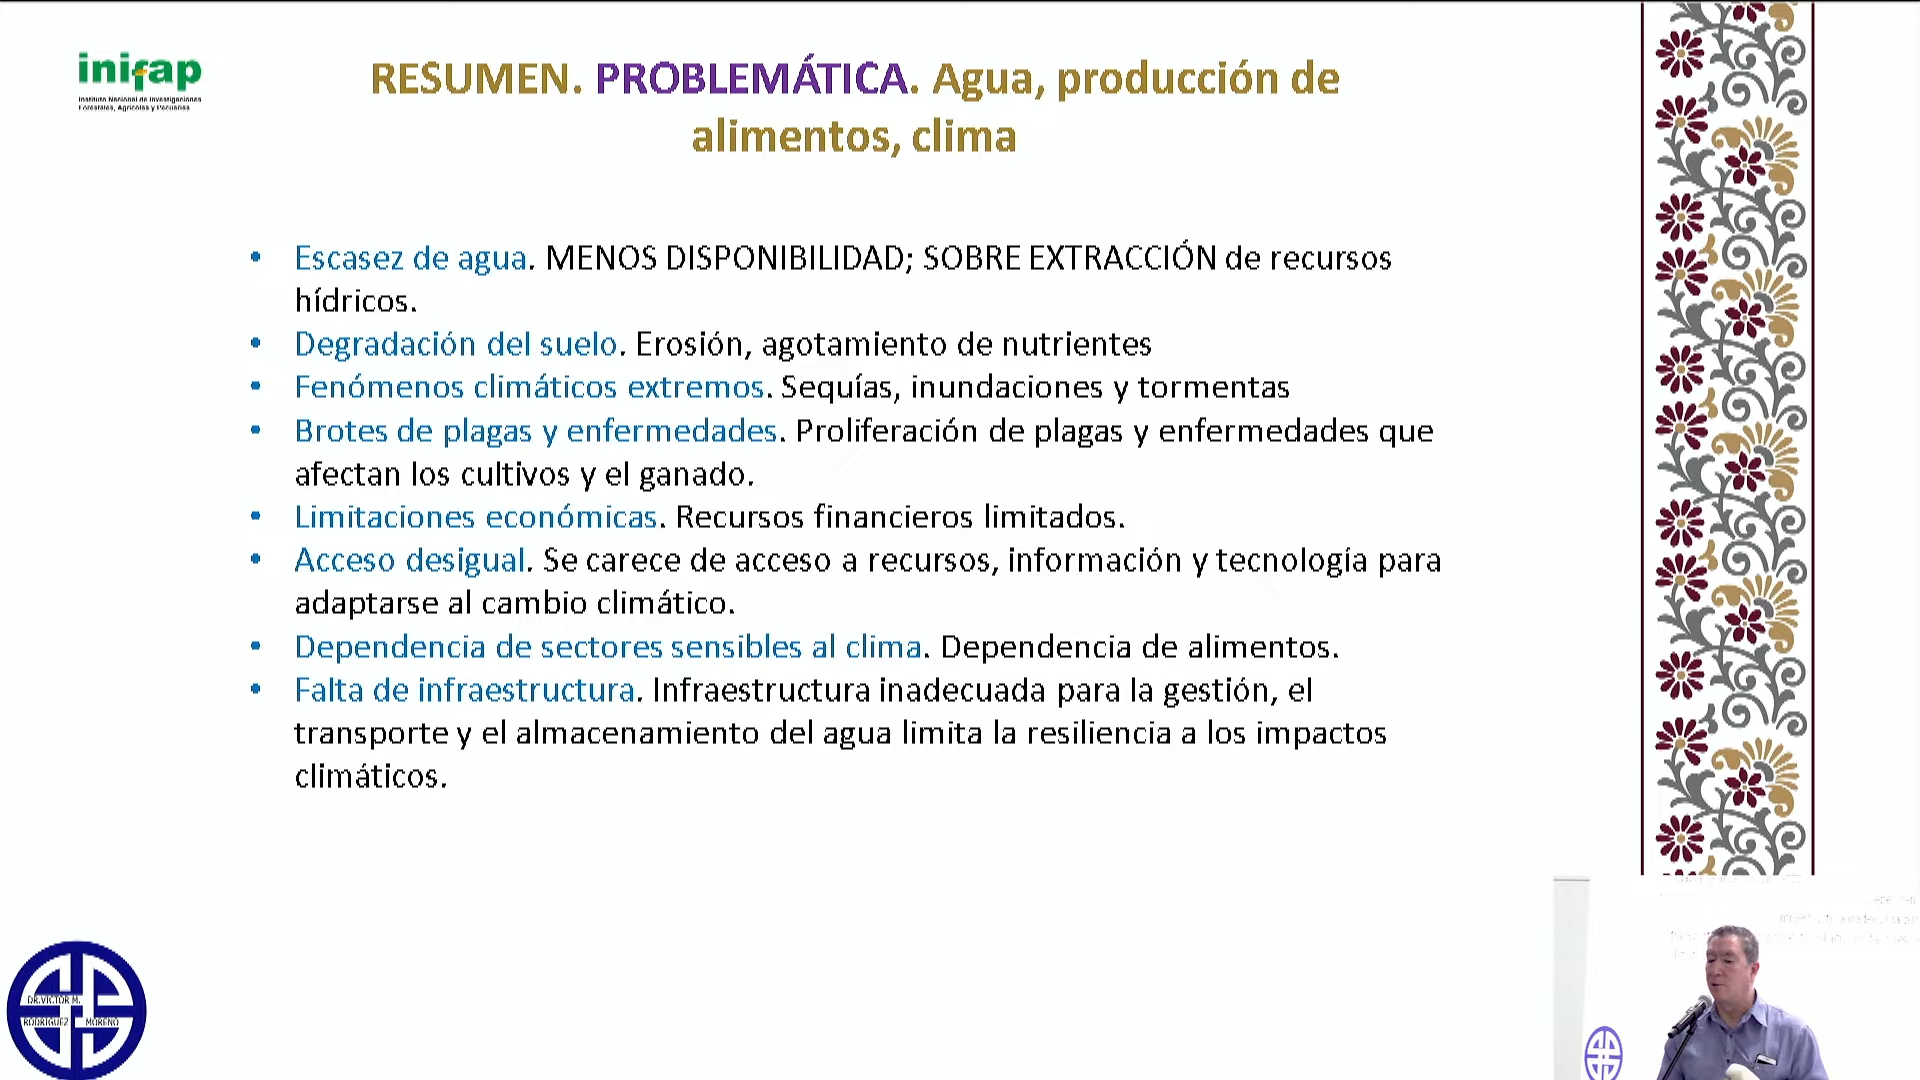 inifap
Instituto Nacional de Investigaciones
Forestales, Agrícolas y Pecuarias
RESUMEN. PROBLEMÁTICA. Agua, producción de
alimentos, clima
• Escasez de agua. MENOS DISPONIBILIDAD; SOBRE EXTRACCIÓN de recursos
hídricos.
• Degradación del suelo. Erosión, agotamiento de nutrientes
• Fenómenos climáticos extremos. Sequías, inundaciones y tormentas
• Brotes de plagas y enfermedades. Proliferación de plagas y enfermedades que
afectan los cultivos y el ganado.
• Limitaciones económicas. Recursos financieros limitados.
• Acceso desigual. Se carece de acceso a recursos, información y tecnología para
adaptarse al cambio climático.
• Dependencia de sectores sensibles al clima. Dependencia de alimentos.
• Falta de infraestructura. Infraestructura inadecuada para la gestión, el
transporte y el almacenamiento del agua limita la resiliencia a los impactos
climáticos.
DR.VICTOR M.
RODRIGUEZ MORENO